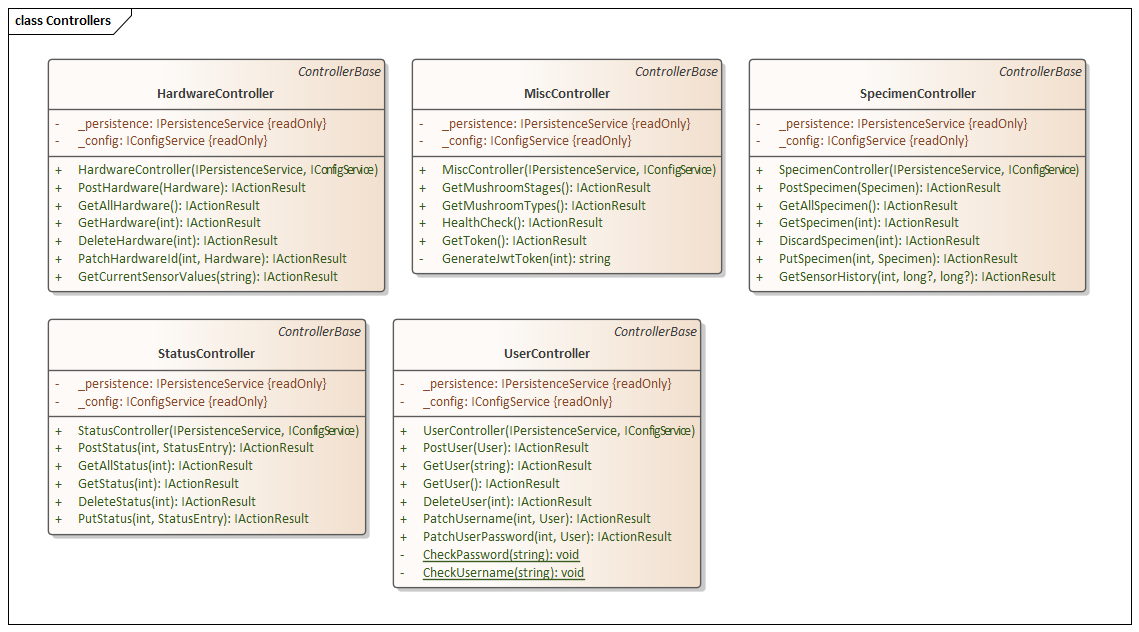 class Controllers
ControllerBase
HardwareController
- _persistence: IPersistenceService {readOnly}
- _config: IConfigService {readOnly}
+ HardwareController(IPersistenceService, IConfigService)
+ PostHardware(Hardware): IActionResult
+ GetAllHardware(): IActionResult
+ GetHardware(int): IActionResult
+ DeleteHardware(int): IActionResult
+ PatchHardwareId(int, Hardware): IActionResult
+ GetCurrentSensorValues(string): IActionResult
ControllerBase
MiscController
- _persistence: IPersistenceService {readOnly}
- _config: IConfigService {readOnly}
+ MiscController(IPersistenceService, IConfigService)
+ GetMushroomStages(): IActionResult
+ GetMushroomTypes(): IActionResult
+ HealthCheck(): IActionResult
+ GetToken(): IActionResult
- GenerateJwtToken(int): string
ControllerBase
SpecimenController
- _persistence: IPersistenceService {readOnly}
- _config: IConfigService {readOnly}
+ SpecimenController(IPersistenceService, IConfigService)
+ PostSpecimen(Specimen): IActionResult
+ GetAllSpecimen(): IActionResult
+ GetSpecimen(int): IActionResult
+ DiscardSpecimen(int): IActionResult
+ PutSpecimen(int, Specimen): IActionResult
+ GetSensorHistory(int, long?, long?): IActionResult
ControllerBase
StatusController
- _persistence: IPersistenceService {readOnly}
- _config: IConfigService {readOnly}
+ StatusController(IPersistenceService, IConfigService)
+ PostStatus(int, StatusEntry): IActionResult
+ GetAllStatus(int): IActionResult
+ GetStatus(int): IActionResult
+ DeleteStatus(int): IActionResult
+ PutStatus(int, StatusEntry): IActionResult
ControllerBase
UserController
- _persistence: IPersistenceService {readOnly}
- _config: IConfigService {readOnly}
+ UserController(IPersistenceService, IConfigService)
+ PostUser(User): IActionResult
+ GetUser(string): IActionResult
+ GetUser(): IActionResult
+ DeleteUser(int): IActionResult
+ PatchUsername(int, User): IActionResult
+ PatchUserPassword(int, User): IActionResult
- CheckPassword(string): void
- CheckUsername(string): void